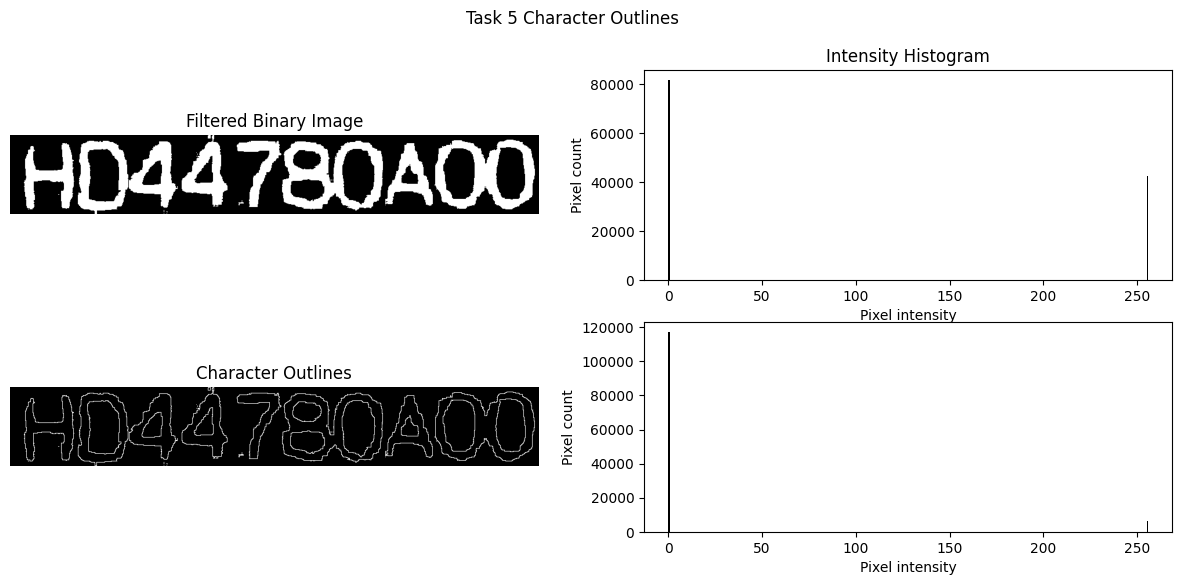 Task 5 Character Outlines
Filtered Binary Image
HD44780A00
Intensity Histogram
80000
60000
40000
20000
0
Pixel count
0 50 100 150 200 250
Pixel intensity
Character Outlines
HD44780A00
120000
100000
80000
60000
40000
20000
0
Pixel count
0 50 100 150 200 250
Pixel intensity